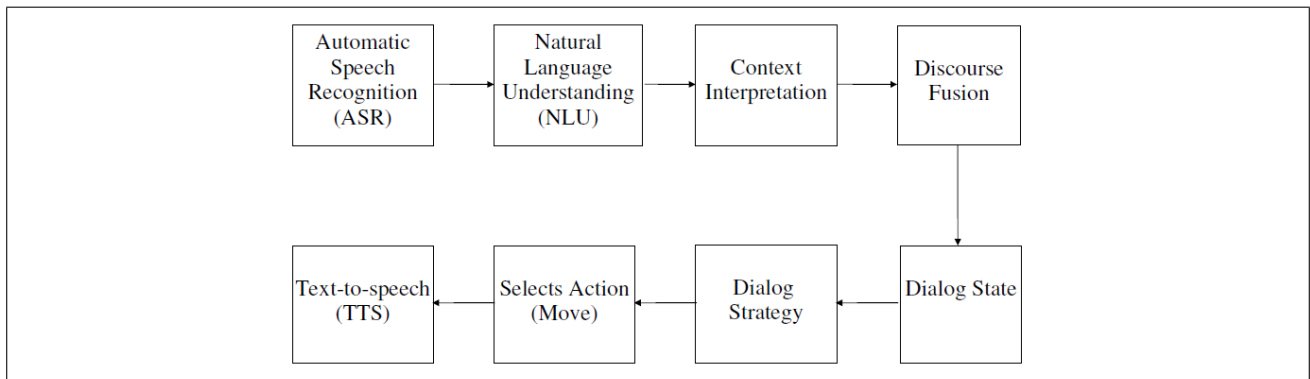 Automatic
Speech
Recognition
(ASR)
Natural
Language
Understanding
(NLU)
Context
Interpretation
Discourse
Fusion
Text-to-speech
(TTS)
Selects Action
(Move)
Dialog
Strategy
Dialog State